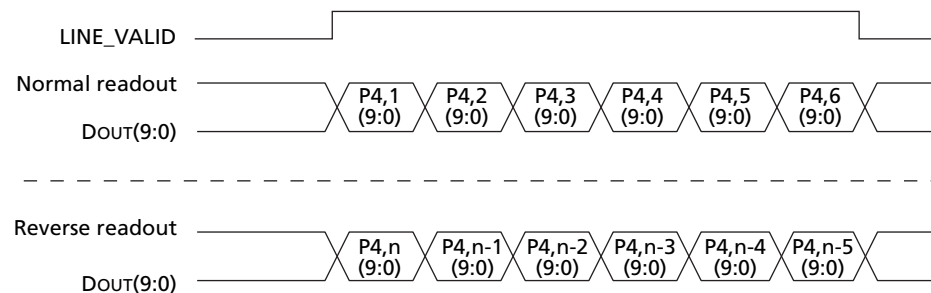 LINE_VALID
Normal readout
DOUT(9:0)
P4,1 (9:0)
P4,2 (9:0)
P4,3 (9:0)
P4,4 (9:0)
P4,5 (9:0)
P4,6 (9:0)
Reverse readout
DOUT(9:0)
P4,n (9:0)
P4,n-1 (9:0)
P4,n-2 (9:0)
P4,n-3 (9:0)
P4,n-4 (9:0)
P4,n-5 (9:0)